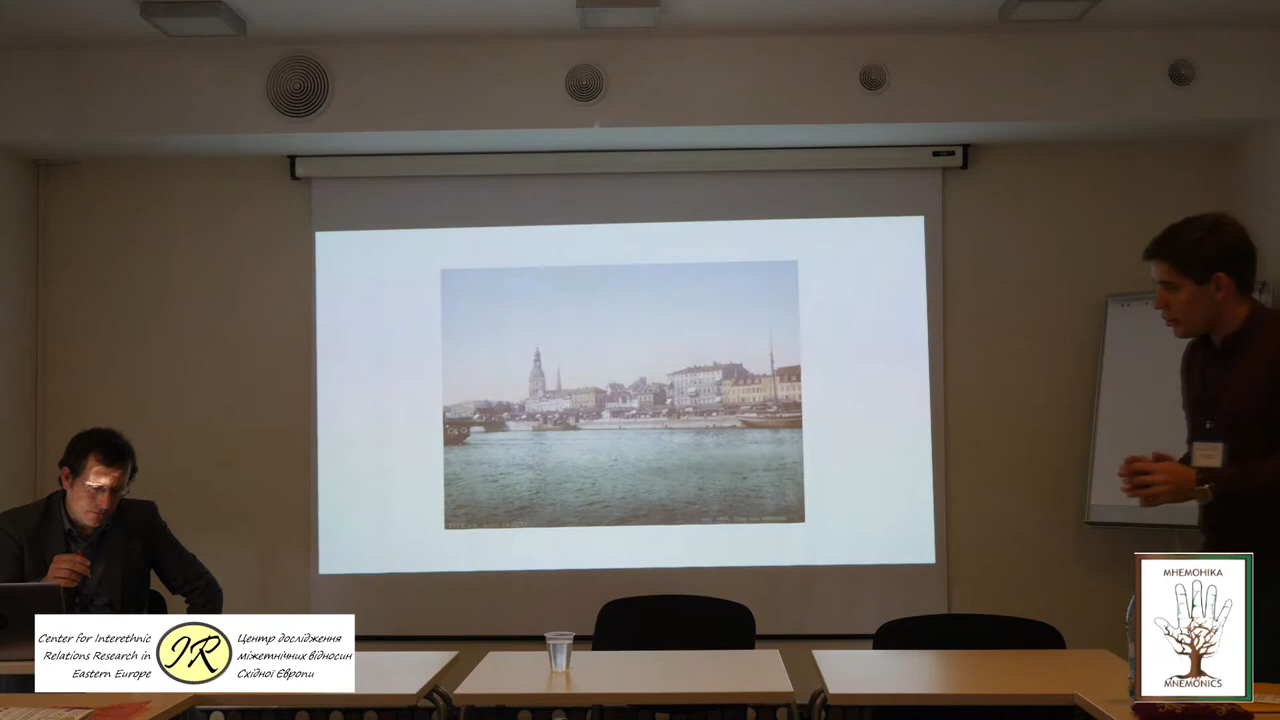 Center for Interethnic
Relations Research in
Eastern Europe
IR
Центр дослідження
міжетнічних відносин
Східної Європи
МНЕМОНІКА
MNEMONICS